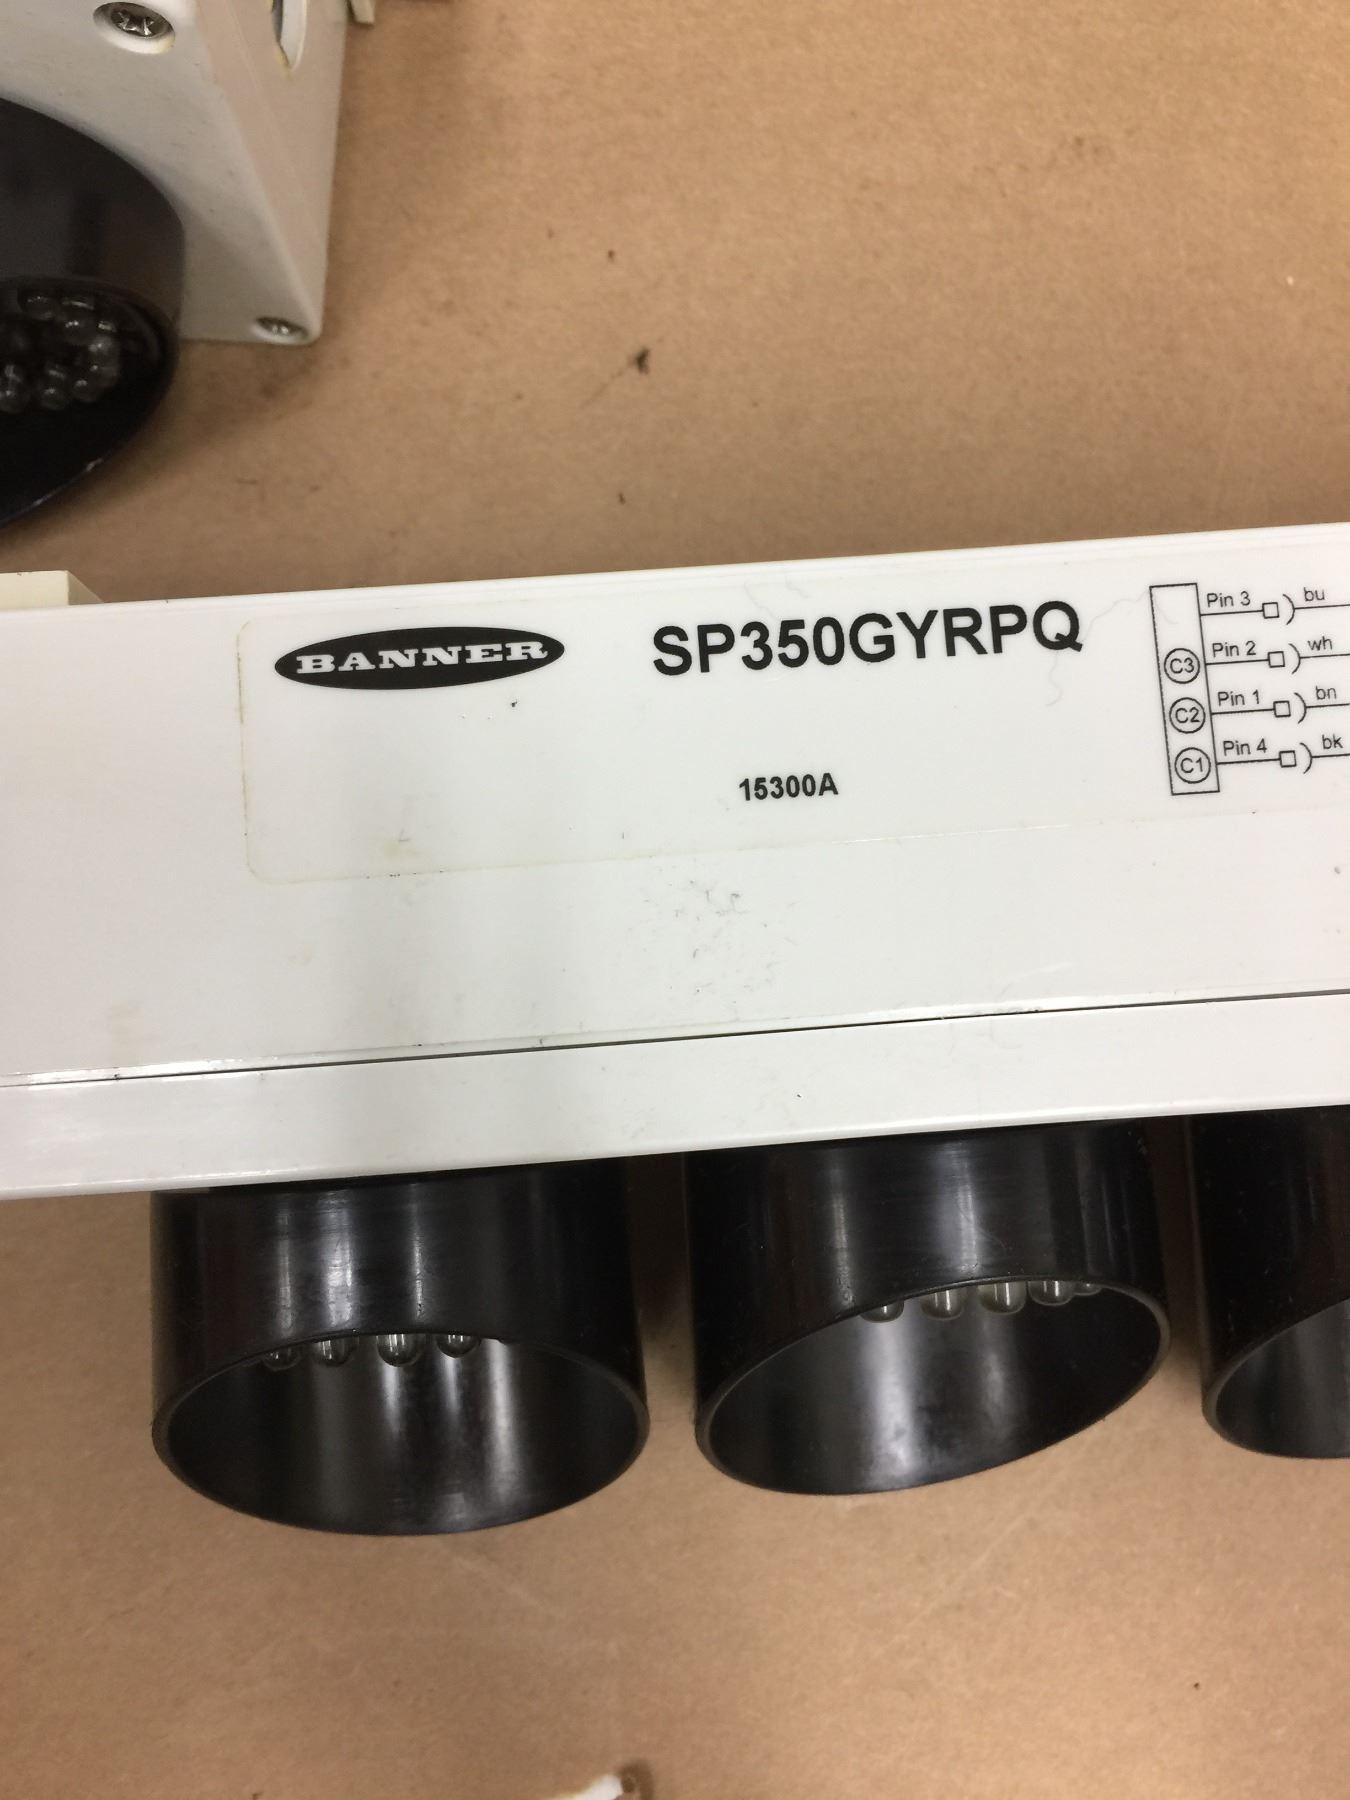 BANNER
SP350GYRPQ
15300A
Pin 3 bu
C3 Pin 2 wh
C2 Pin 1 bn
C1 Pin 4 bk